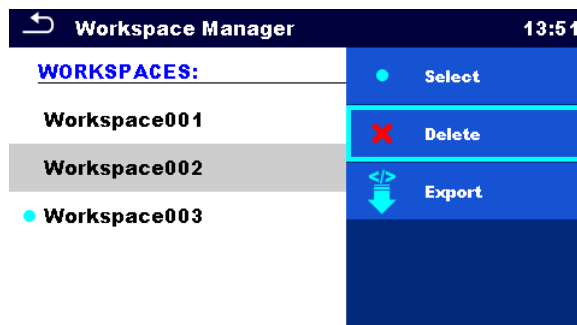 Workspace Manager 13:51
WORKSPACES:
Workspace001
Workspace002
Workspace003
Select
Delete
</>
Export